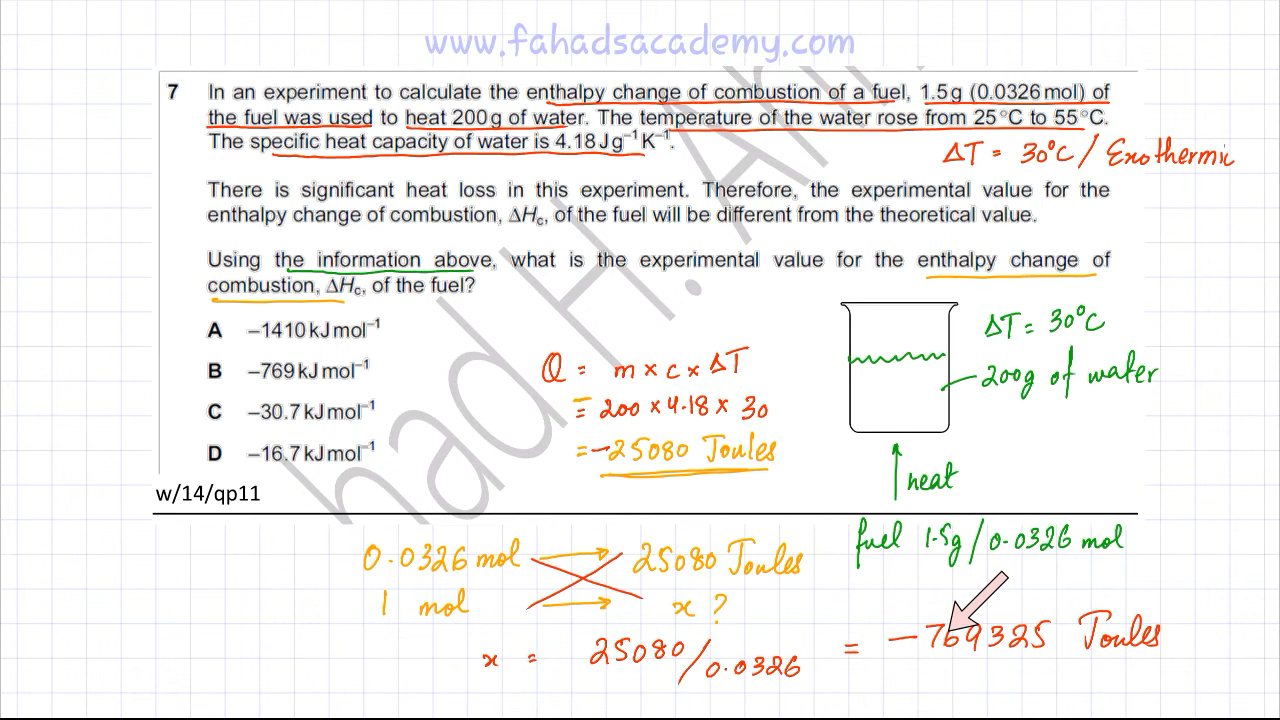 www.fahadsacademy.com
7 In an experiment to calculate the enthalpy change of combustion of a fuel, 1.5 g (0.0326 mol) of
the fuel was used to heat 200 g of water. The temperature of the water rose from 25 °C to 55 °C.
The specific heat capacity of water is 4.18 J g⁻¹ K⁻¹.
ΔT = 30°C / Exothermic
There is significant heat loss in this experiment. Therefore, the experimental value for the
enthalpy change of combustion, ΔHc, of the fuel will be different from the theoretical value.
Using the information above, what is the experimental value for the enthalpy change of
combustion, ΔHc, of the fuel?
A –1410 kJ mol⁻¹
B –769 kJ mol⁻¹
C –30.7 kJ mol⁻¹
D –16.7 kJ mol⁻¹
w/14/qp11
Q = m × c × ΔT
= 200 × 4.18 × 30
= -25080 Joules
ΔT = 30°C
200g of water
heat
fuel 1.5g / 0.0326 mol
0.0326 mol 25080 Joules
1 mol x ?
x = 25080 / 0.0326 = - 769325 Joules
had H. Am